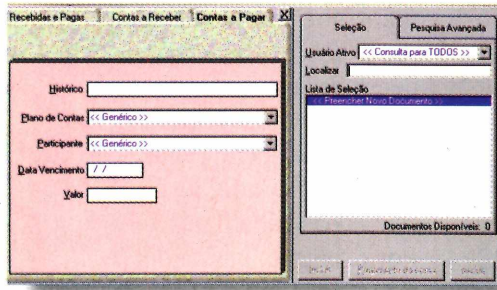 Recebidas e Pagas
Contas a Receber
Contas a Pagar
X
Histórico
Plano de Contas << Genérico >>
Participante << Genérico >>
Data Vencimento / /
Valor
Seleção
Pesquisa Avançada
Usuário Ativo << Consulta para TODOS >>
Localizar
Lista de Seleção
<< Preencher Novo Documento >>
Documentos Disponíveis: 0